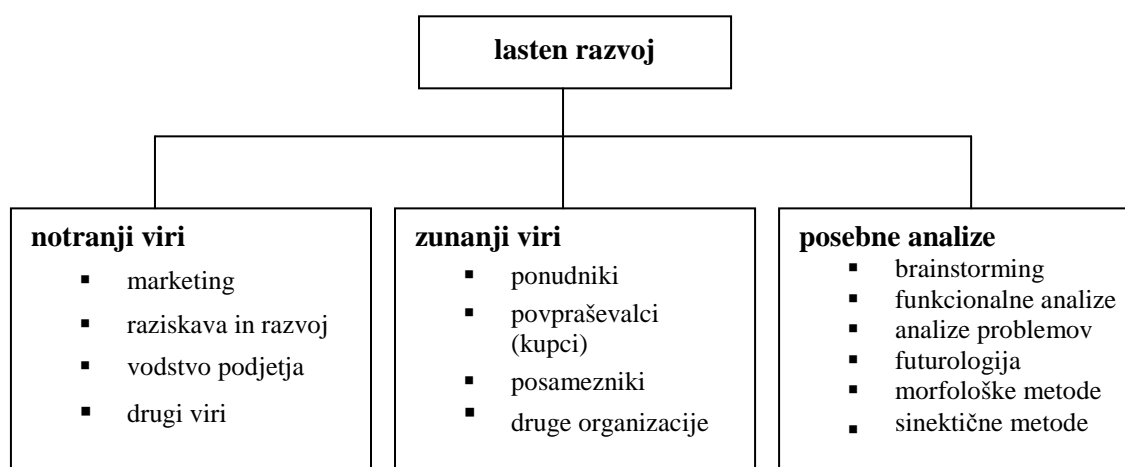 lasten razvoj
notranji viri
▪ marketing
▪ raziskava in razvoj
▪ vodstvo podjetja
▪ drugi viri
zunanji viri
▪ ponudniki
▪ povpraševalci
(kupci)
▪ posamezniki
▪ druge organizacije
posebne analize
▪ brainstorming
▪ funkcionalne analize
▪ analize problemov
▪ futurologija
▪ morfološke metode
▪ sinektične metode